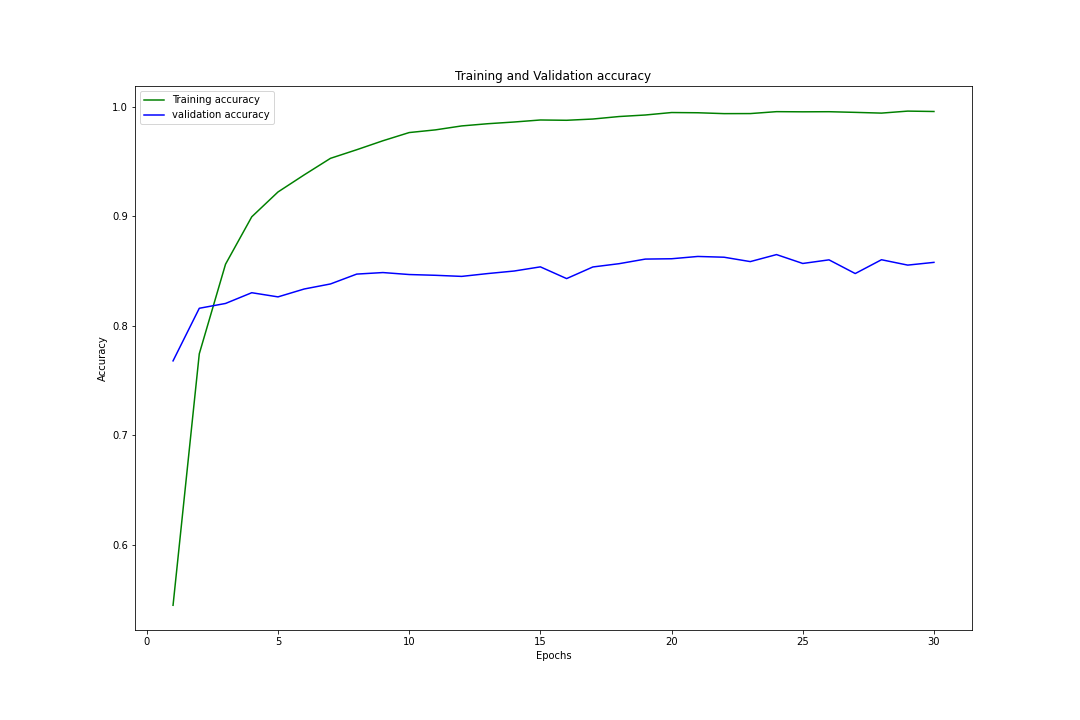 Training and Validation accuracy
Training accuracy
validation accuracy
1.0
0.9
0.8
0.7
0.6
Accuracy
0 5 10 15 20 25 30
Epochs